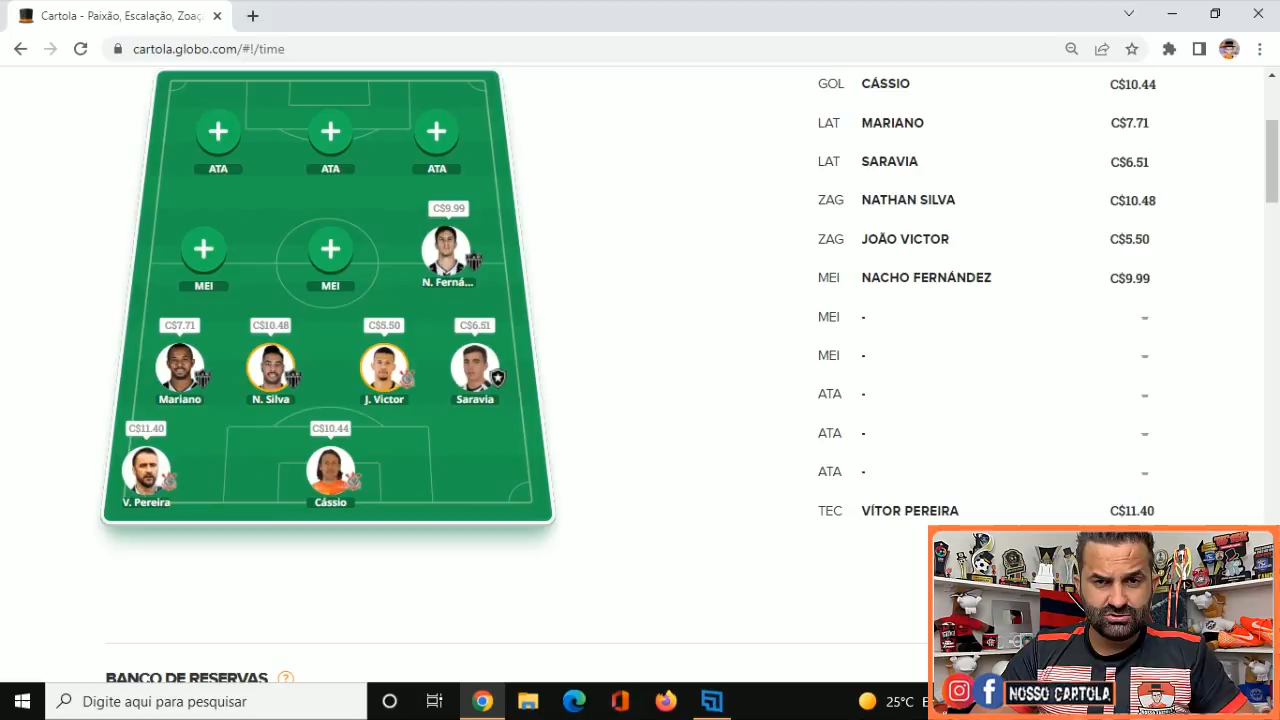 Cartola - Paixão, Escalação, Zoaç
cartola.globo.com/#!/time
ATA ATA ATA
C$9.99
MEI MEI N. Ferná...
C$7.71 C$10.48 C$5.50 C$6.51
Mariano N. Silva J. Victor Saravia
C$11.40 C$10.44
V. Pereira Cássio
GOL CÁSSIO C$10.44
LAT MARIANO C$7.71
LAT SARAVIA C$6.51
ZAG NATHAN SILVA C$10.48
ZAG JOÃO VICTOR C$5.50
MEI NACHO FERNÁNDEZ C$9.99
MEI - -
MEI - -
ATA - -
ATA - -
ATA - -
TEC VÍTOR PEREIRA C$11.40
BANCO DE RESERVAS ?
NOSSO CARTOLA
Digite aqui para pesquisar
25°C